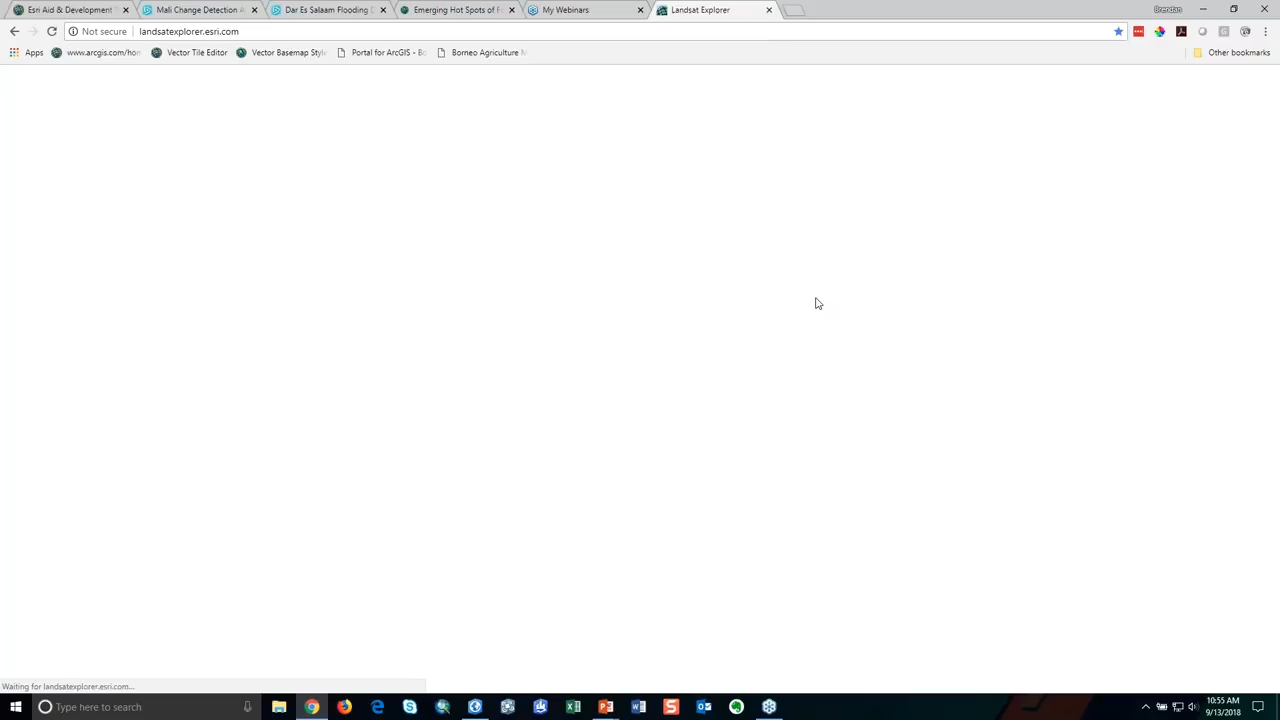 Esri Aid & Development
Mali Change Detection A
Dar Es Salaam Flooding D
Emerging Hot Spots of Fo
My Webinars
Landsat Explorer
Brendan
Not secure
landsatexplorer.esri.com
Apps
www.arcgis.com/hom
Vector Tile Editor
Vector Basemap Style
Portal for ArcGIS - Bo
Borneo Agriculture M
Other bookmarks
Waiting for landsatexplorer.esri.com...
Type here to search
10:55 AM
9/13/2018